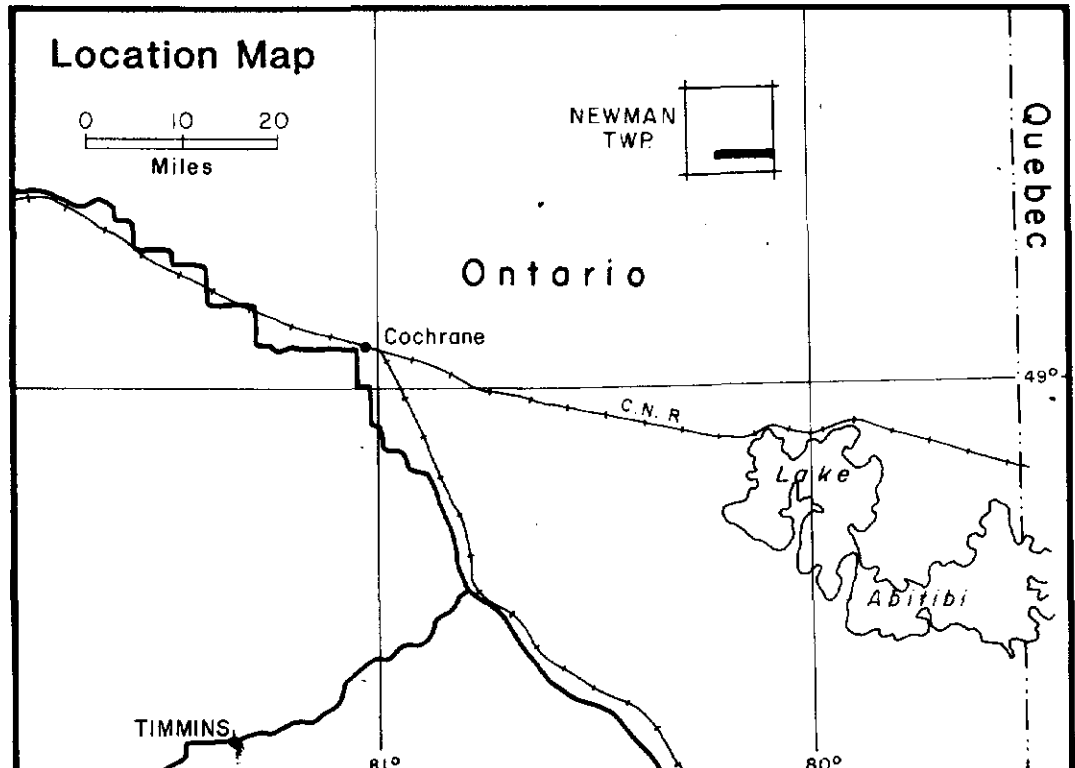 Location Map
0 10 20
Miles
NEWMAN
TWP.
Quebec
Ontario
Cochrane
49°
C.N.R
Lake
Abitibi
TIMMINS
81°
80°